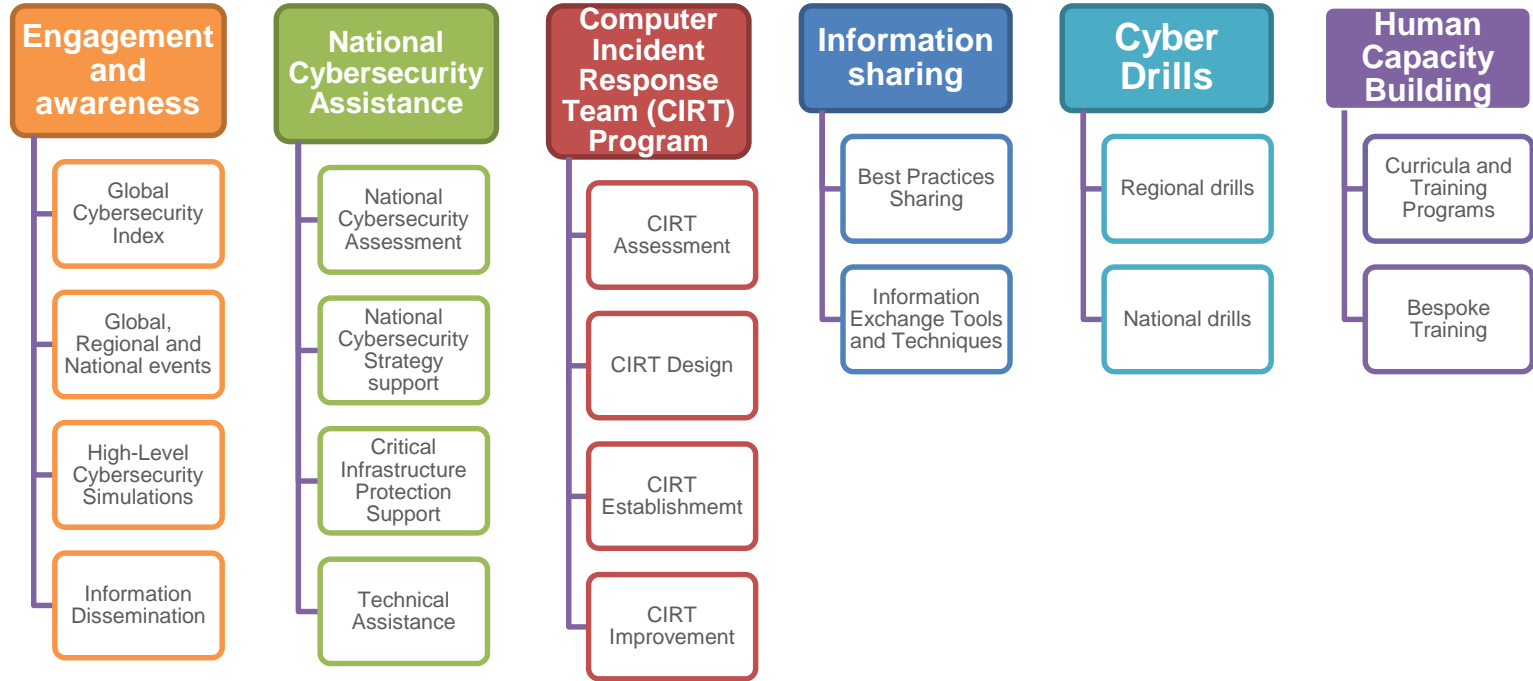 Engagement
and
awareness
Global
Cybersecurity
Index
Global,
Regional and
National events
High-Level
Cybersecurity
Simulations
Information
Dissemination
National
Cybersecurity
Assistance
National
Cybersecurity
Assessment
National
Cybersecurity
Strategy
support
Critical
Infrastructure
Protection
Support
Technical
Assistance
Computer
Incident
Response
Team (CIRT)
Program
CIRT
Assessment
CIRT Design
CIRT
Establishmemt
CIRT
Improvement
Information
sharing
Best Practices
Sharing
Information
Exchange Tools
and Techniques
Cyber
Drills
Regional drills
National drills
Human
Capacity
Building
Curricula and
Training
Programs
Bespoke
Training